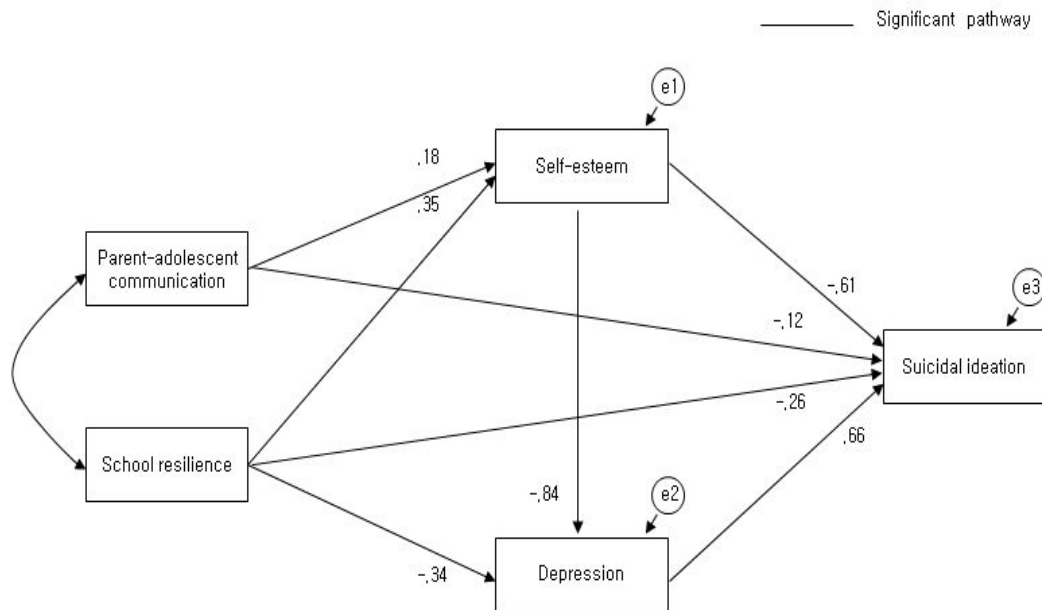 Significant pathway
e1
.18
Self-esteem
.35
Parent-adolescent
communication
-.61
e3
-.12
Suicidal ideation
-.26
School resilience
.66
-.84
e2
-.34
Depression